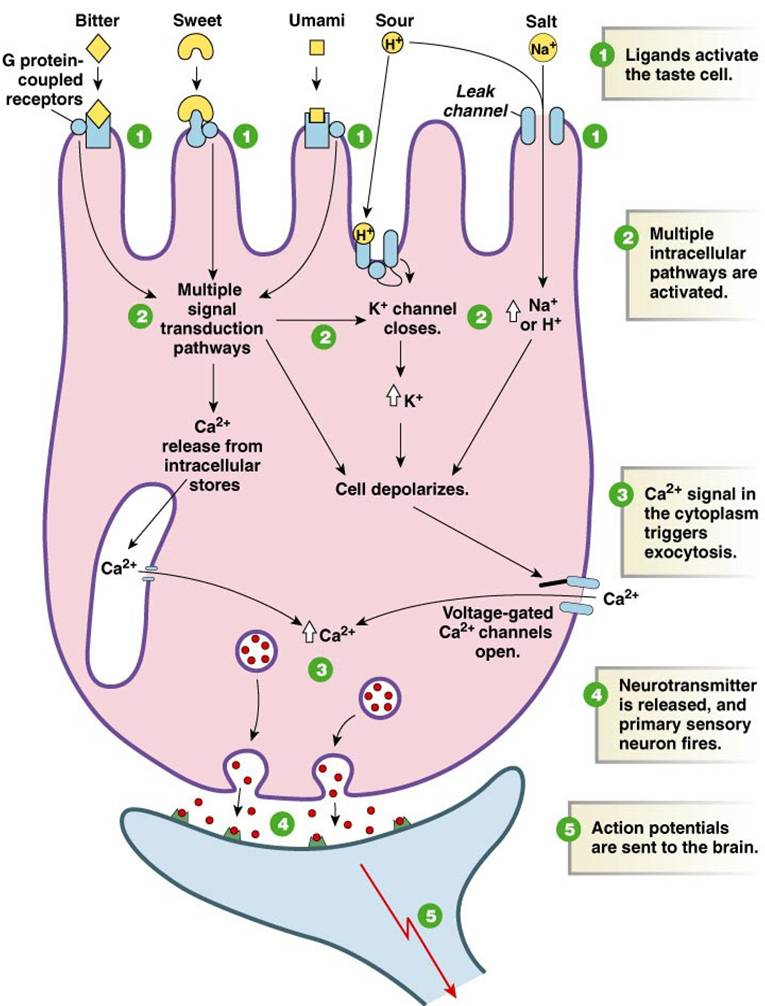 Bitter
Sweet
Umami
Sour
Salt
G protein-
coupled
receptors
H⁺
Na⁺
Leak
channel
1
1
1
1
1 Ligands activate
the taste cell.
H⁺
2 Multiple
intracellular
pathways are
activated.
Multiple
signal
transduction
pathways
2
2
K⁺ channel
closes.
2
Na⁺
or H⁺
K⁺
Ca²⁺
release from
intracellular
stores
Cell depolarizes.
3 Ca²⁺ signal in
the cytoplasm
triggers
exocytosis.
Ca²⁺
Ca²⁺
Voltage-gated
Ca²⁺ channels
open.
Ca²⁺
3
4 Neurotransmitter
is released, and
primary sensory
neuron fires.
4
5 Action potentials
are sent to the brain.
5